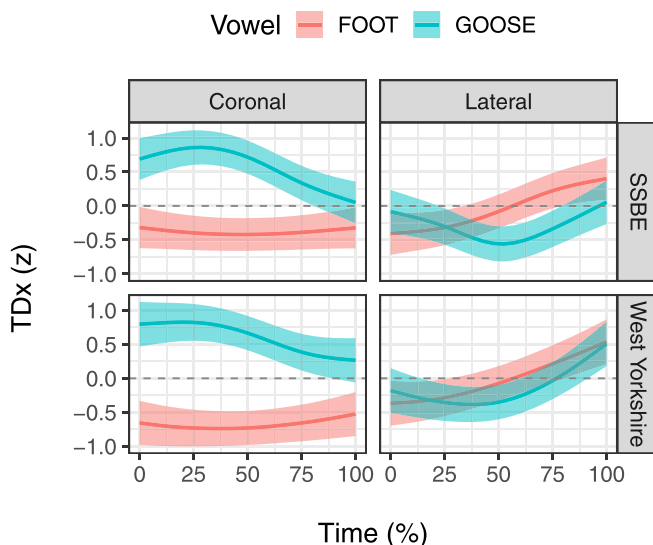 Vowel FOOT GOOSE
Coronal Lateral
TDx (z)
1.0
0.5
0.0
−0.5
−1.0
SSBE
1.0
0.5
0.0
−0.5
−1.0
West Yorkshire
0 25 50 75 100 0 25 50 75 100
Time (%)